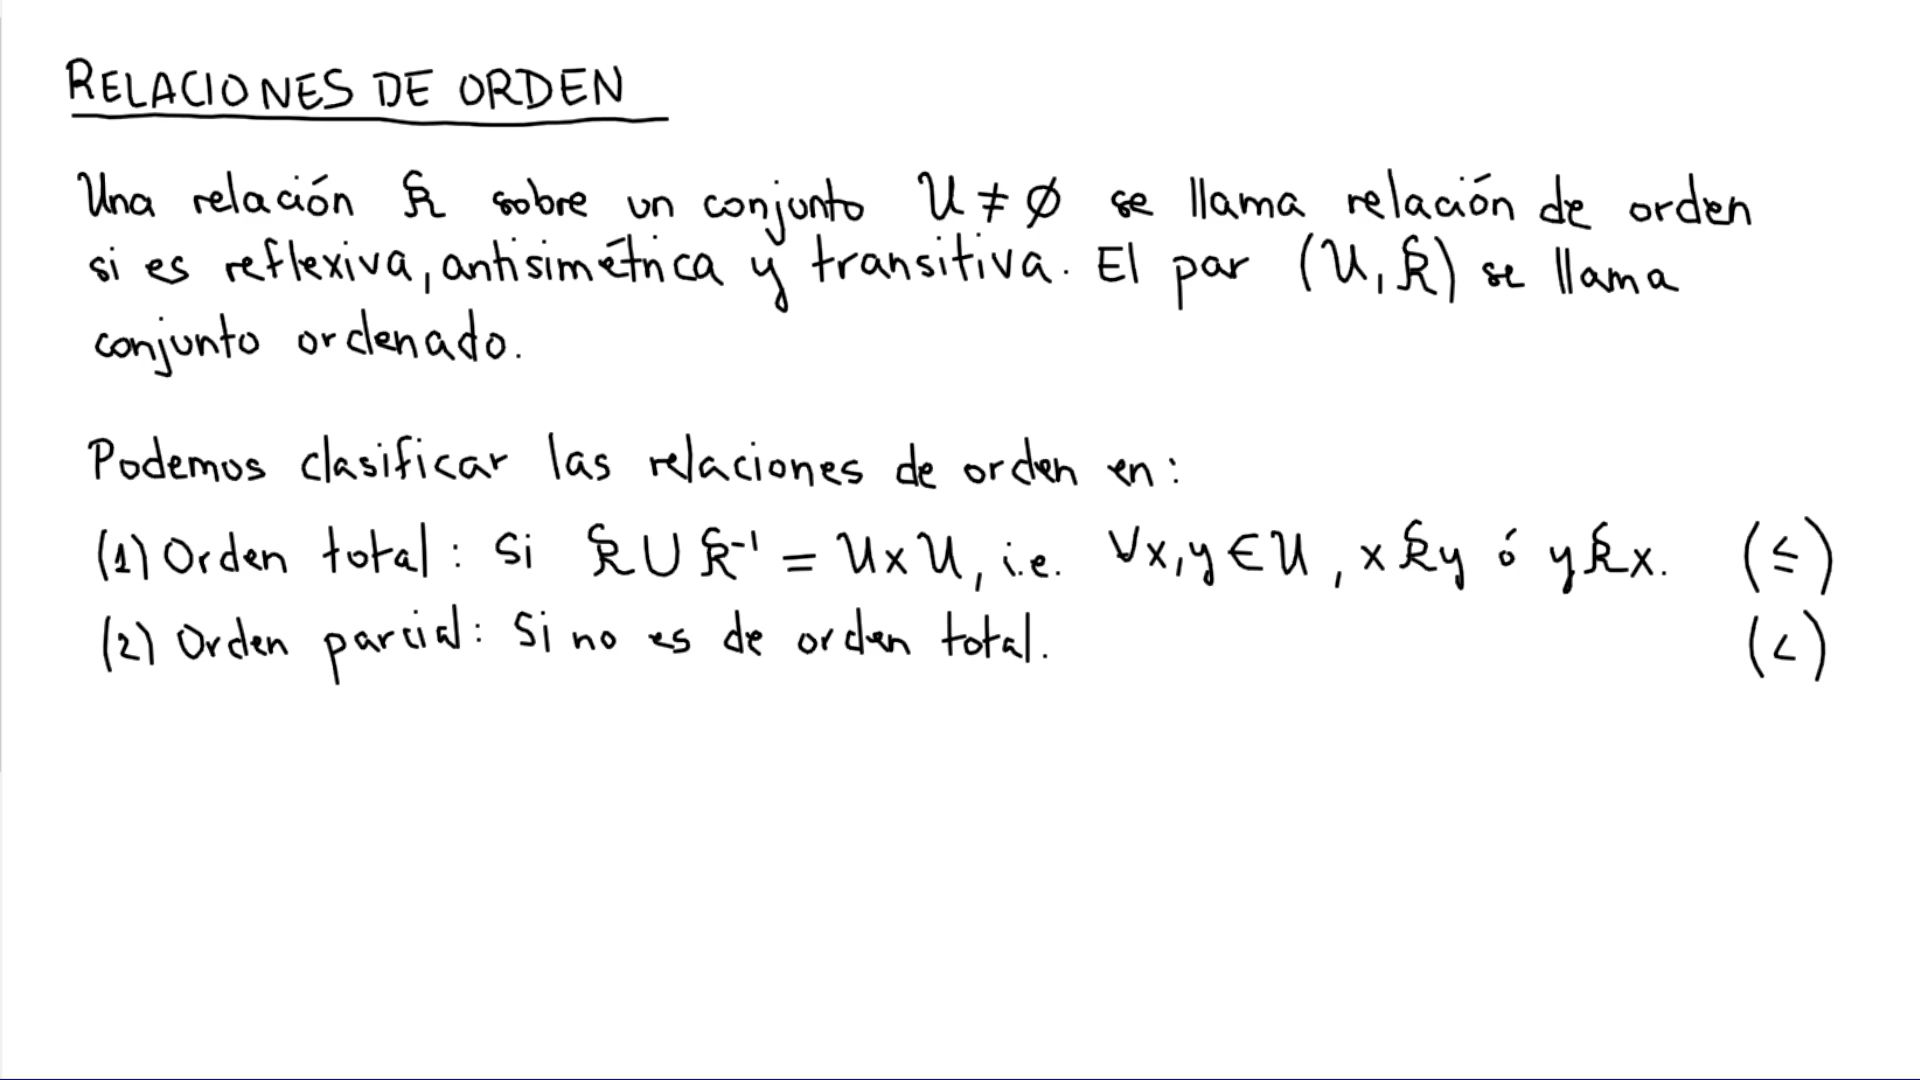 RELACIONES DE ORDEN
Una relación ℜ sobre un conjunto U ≠ ∅ se llama relación de orden
si es reflexiva, antisimétrica y transitiva. El par (U, ℜ) se llama
conjunto ordenado.
Podemos clasificar las relaciones de orden en:
(1) Orden total: Si ℜ ∪ ℜ⁻¹ = U x U, i.e. ∀x,y ∈ U, x ℜ y ó y ℜ x. (≤)
(2) Orden parcial: Si no es de orden total. (<)